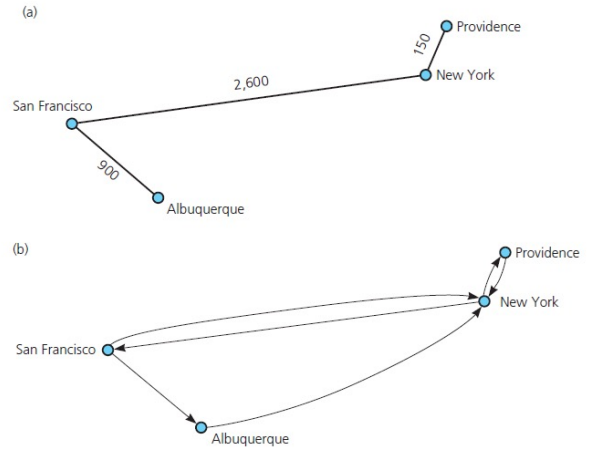 (a)
Providence
150
New York
2,600
San Francisco
900
Albuquerque
(b)
Providence
New York
San Francisco
Albuquerque